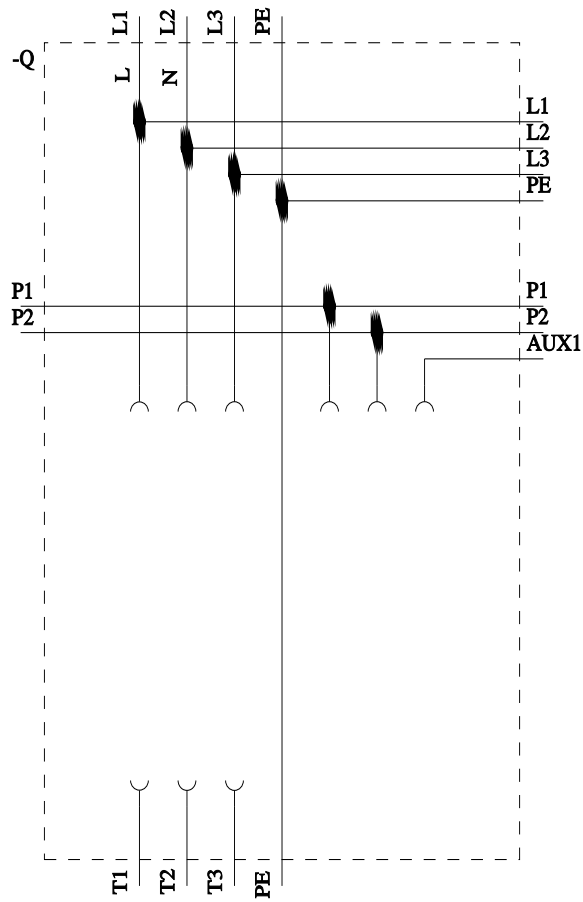 L1 L2 L3 PE
-Q
L N
L1
L2
L3
PE
P1 P1
P2 P2
AUX1
T1 T2 T3 PE